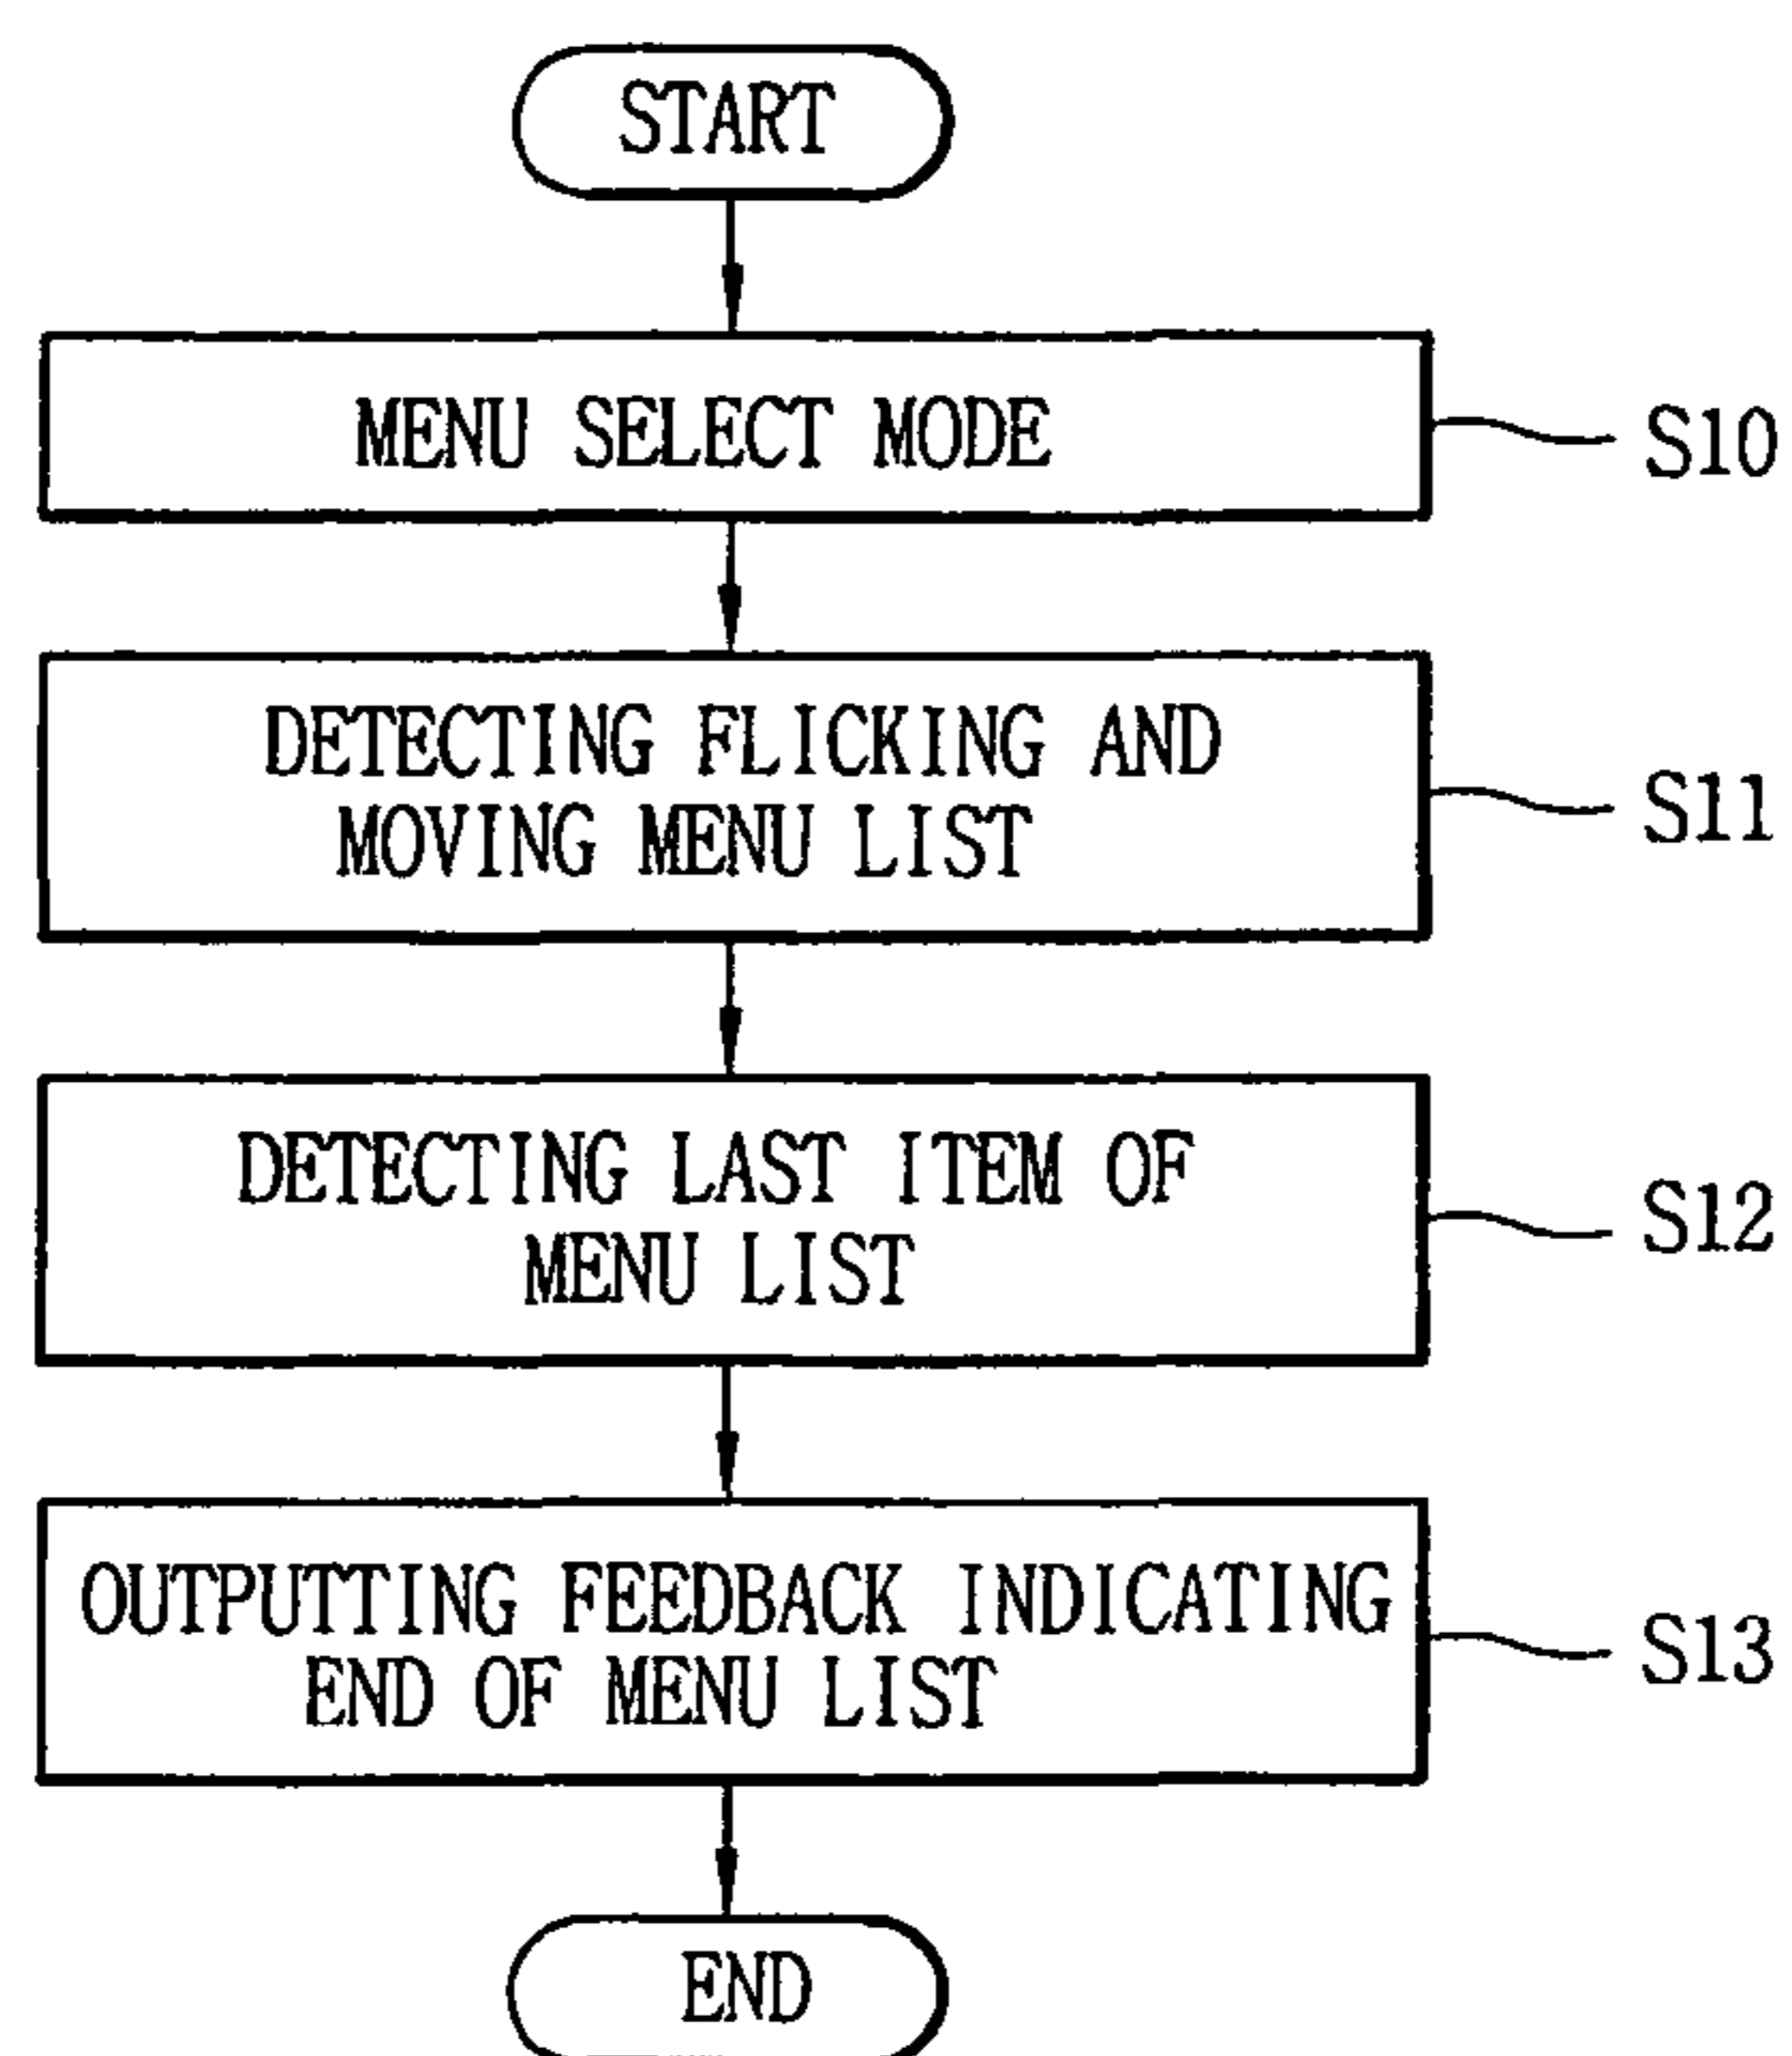 START
MENU SELECT MODE
S10
DETECTING FLICKING AND
MOVING MENU LIST
S11
DETECTING LAST ITEM OF
MENU LIST
S12
OUTPUTTING FEEDBACK INDICATING
END OF MENU LIST
S13
END